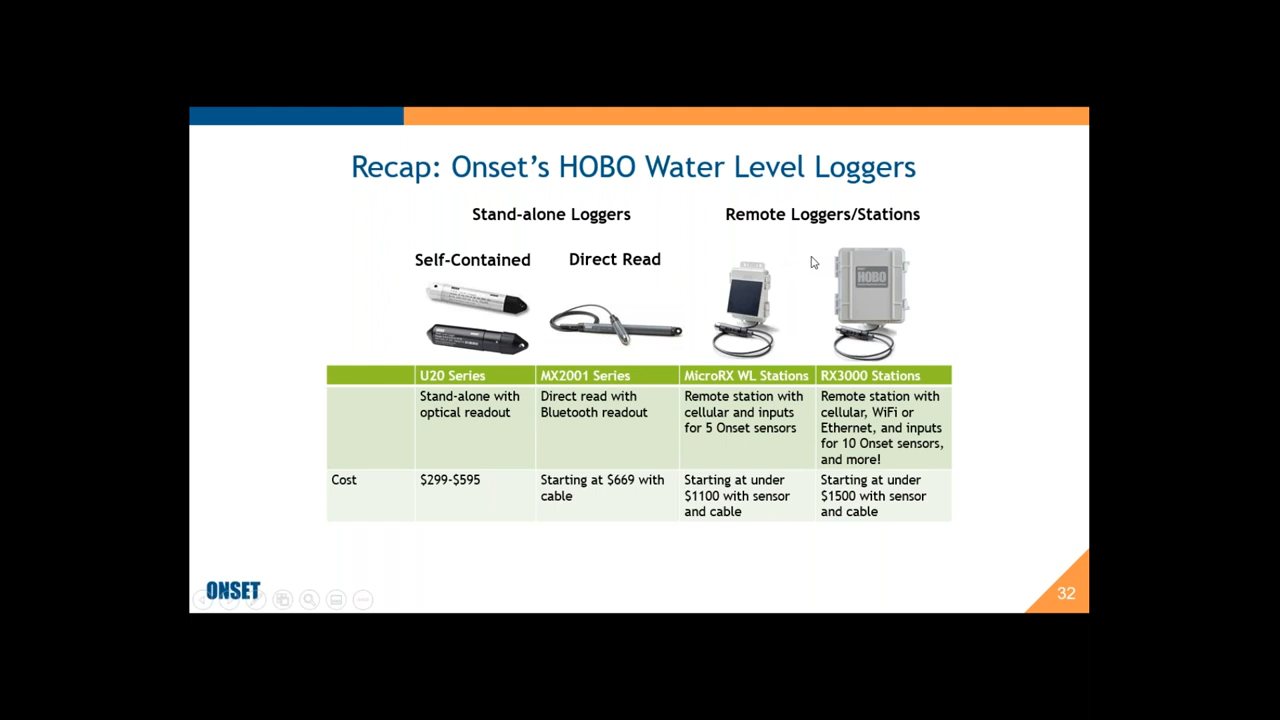 Recap: Onset's HOBO Water Level Loggers
Stand-alone Loggers
Remote Loggers/Stations
Self-Contained
Direct Read
HOBO
U20 Series
MX2001 Series
MicroRX WL Stations
RX3000 Stations
Stand-alone with
optical readout
Direct read with
Bluetooth readout
Remote station with
cellular and inputs
for 5 Onset sensors
Remote station with
cellular, WiFi or
Ethernet, and inputs
for 10 Onset sensors,
and more!
Cost
$299-$595
Starting at $669 with
cable
Starting at under
$1100 with sensor
and cable
Starting at under
$1500 with sensor
and cable
ONSET
32